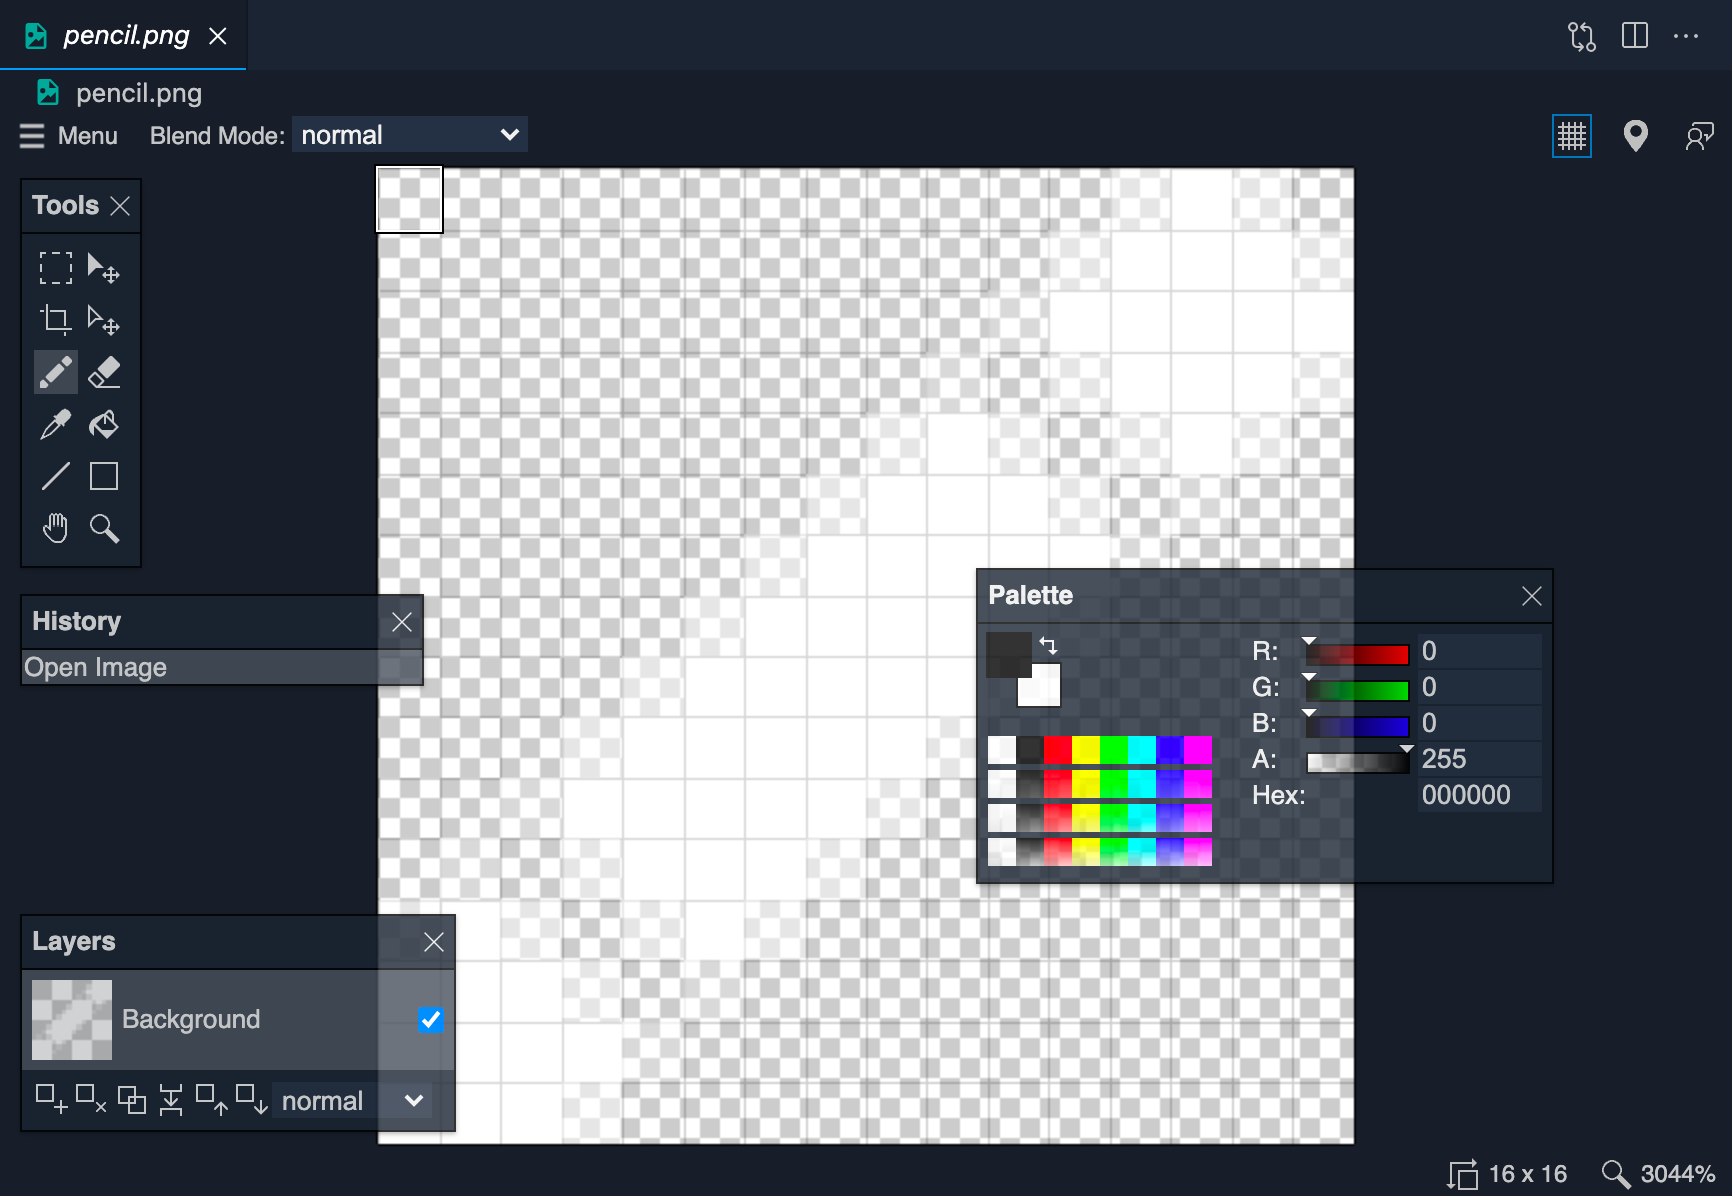 pencil.png
pencil.png
Menu Blend Mode: normal
Tools
History
Open Image
Palette
R: 0
G: 0
B: 0
A: 255
Hex: 000000
Layers
Background
normal
16 x 16 3044%